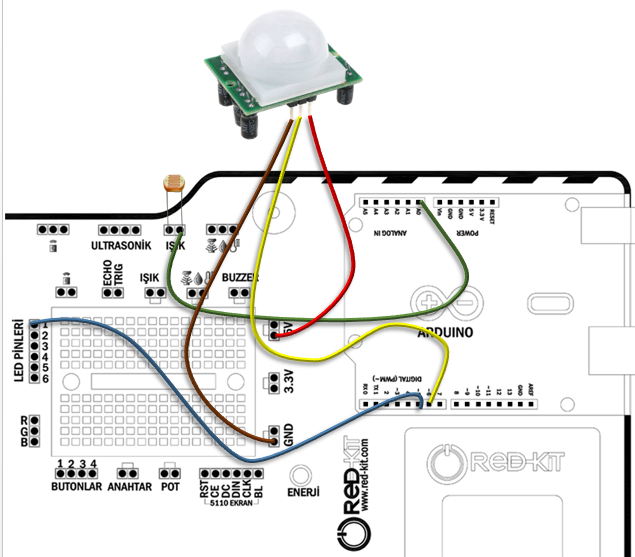 A5
A4
A3
A2
A1
A0
Vin
GND
GND
5V
3.3 V
RESET
ANALOG IN
POWER
ULTRASONİK
IŞIK
ECHO
TRIG
IŞIK
BUZZER
LED PİNLERİ
1
2
3
4
5
6
5V
3.3V
GND
ARDUINO
DIGITAL (PWM~)
RX 0
TX 1
2
~3
4
7
8
~9
~10
~11
12
13
GND
AREF
R
G
B
1 2 3 4
BUTONLAR
ANAHTAR
POT
RST
CE
DC
DIN
CLK
BL
5110 EKRAN
ENERJİ
RED-KIT
www.red-kit.com
RED-KIT